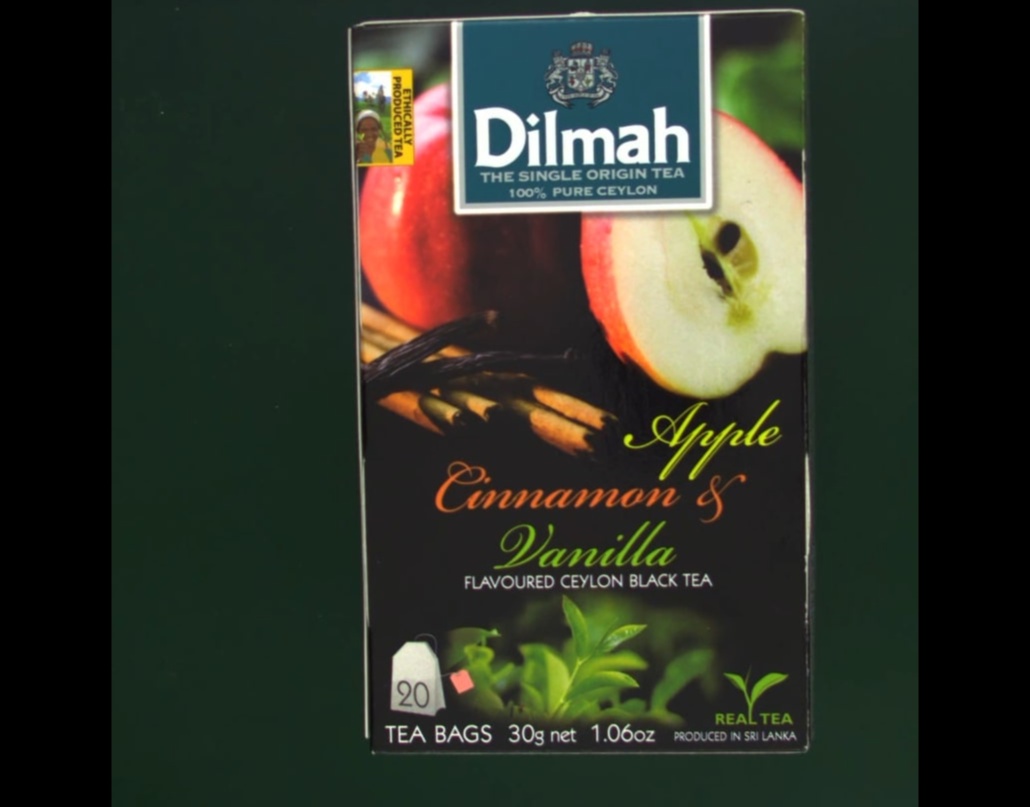 ETHICALLY
PRODUCED TEA
Dilmah
THE SINGLE ORIGIN TEA
100% PURE CEYLON
Apple
Cinnamon &
Vanilla
FLAVOURED CEYLON BLACK TEA
20
TEA BAGS 30g net 1.06oz
REAL TEA
PRODUCED IN SRI LANKA